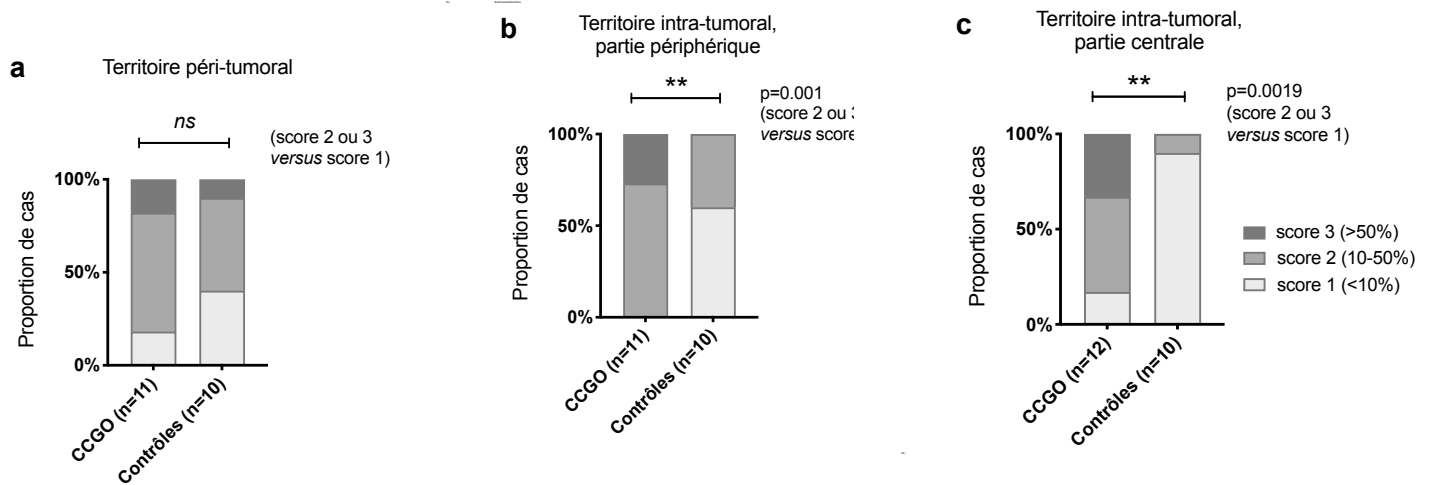 a
Territoire péri-tumoral
ns
(score 2 ou 3
versus score 1)
Proportion de cas
100%
50%
0%
CCGO (n=11)
Contrôles (n=10)
b
Territoire intra-tumoral,
partie périphérique
**
p=0.001
(score 2 ou
versus score
Proportion de cas
100%
50%
0%
CCGO (n=11)
Contrôles (n=10)
c
Territoire intra-tumoral,
partie centrale
**
p=0.0019
(score 2 ou 3
versus score 1)
Proportion de cas
100%
50%
0%
CCGO (n=12)
Contrôles (n=10)
score 3 (>50%)
score 2 (10-50%)
score 1 (<10%)